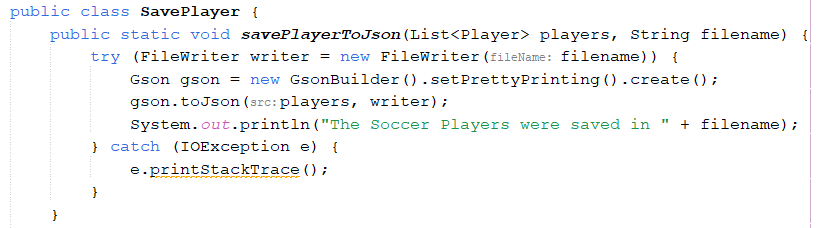 public class SavePlayer {
public static void savePlayerToJson(List<Player> players, String filename) {
try (FileWriter writer = new FileWriter(fileName: filename)) {
Gson gson = new GsonBuilder().setPrettyPrinting().create();
gson.toJson(src: players, writer);
System.out.println("The Soccer Players were saved in " + filename);
} catch (IOException e) {
e.printStackTrace();
}
}